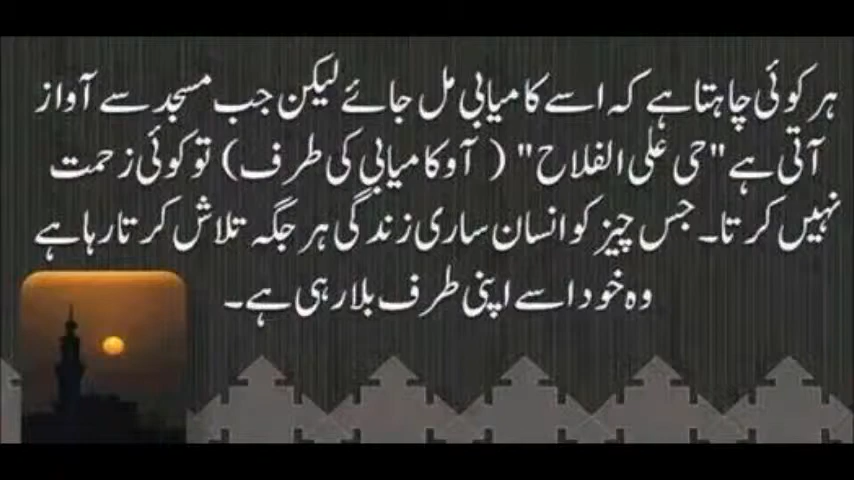 ہر کوئی چاہتا ہے کہ اسے کامیابی مل جائے لیکن جب مسجد سے آواز
آتی ہے "حی علی الفلاح" ( آو کامیابی کی طرف) تو کوئی زحمت
نہیں کرتا۔ جس چیز کو انسان ساری زندگی ہر جگہ تلاش کرتا رہا ہے
وہ خود اسے اپنی طرف بلا رہی ہے۔